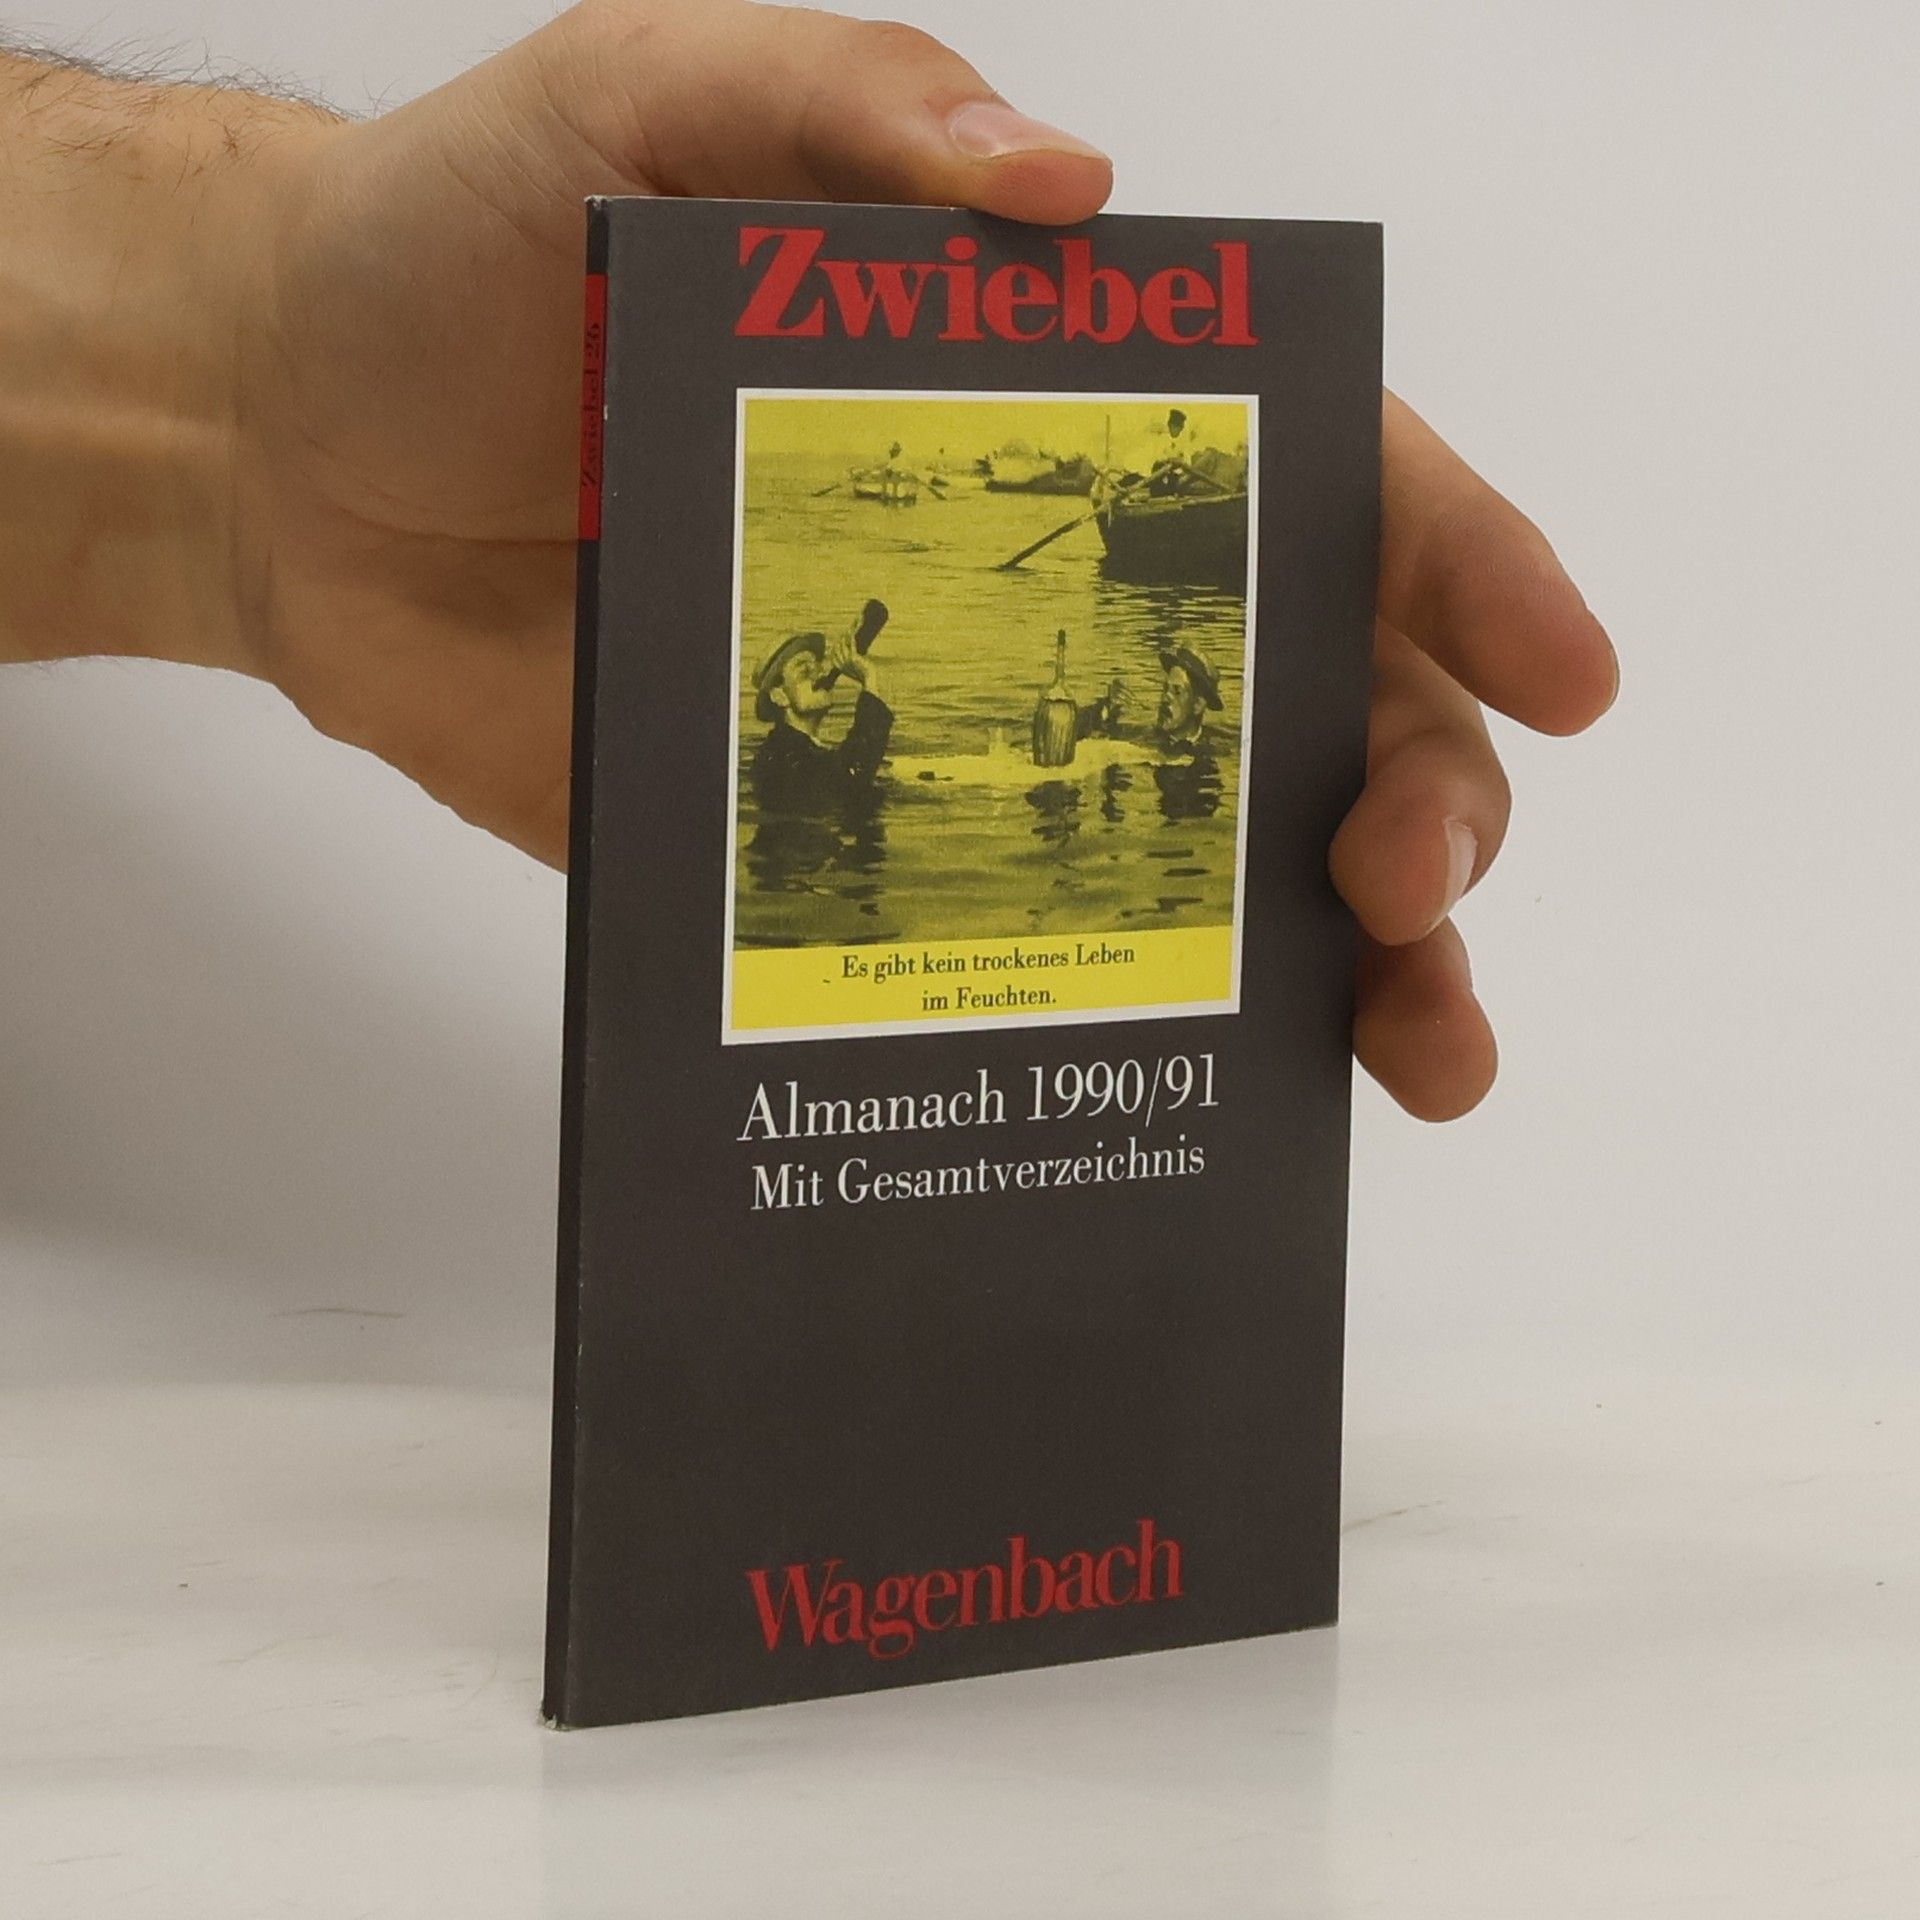 Zwiebel
Zwiebel 26
Es gibt kein trockenes Leben
im Feuchten.
Almanach 1990/91
Mit Gesamtverzeichnis
Wagenbach